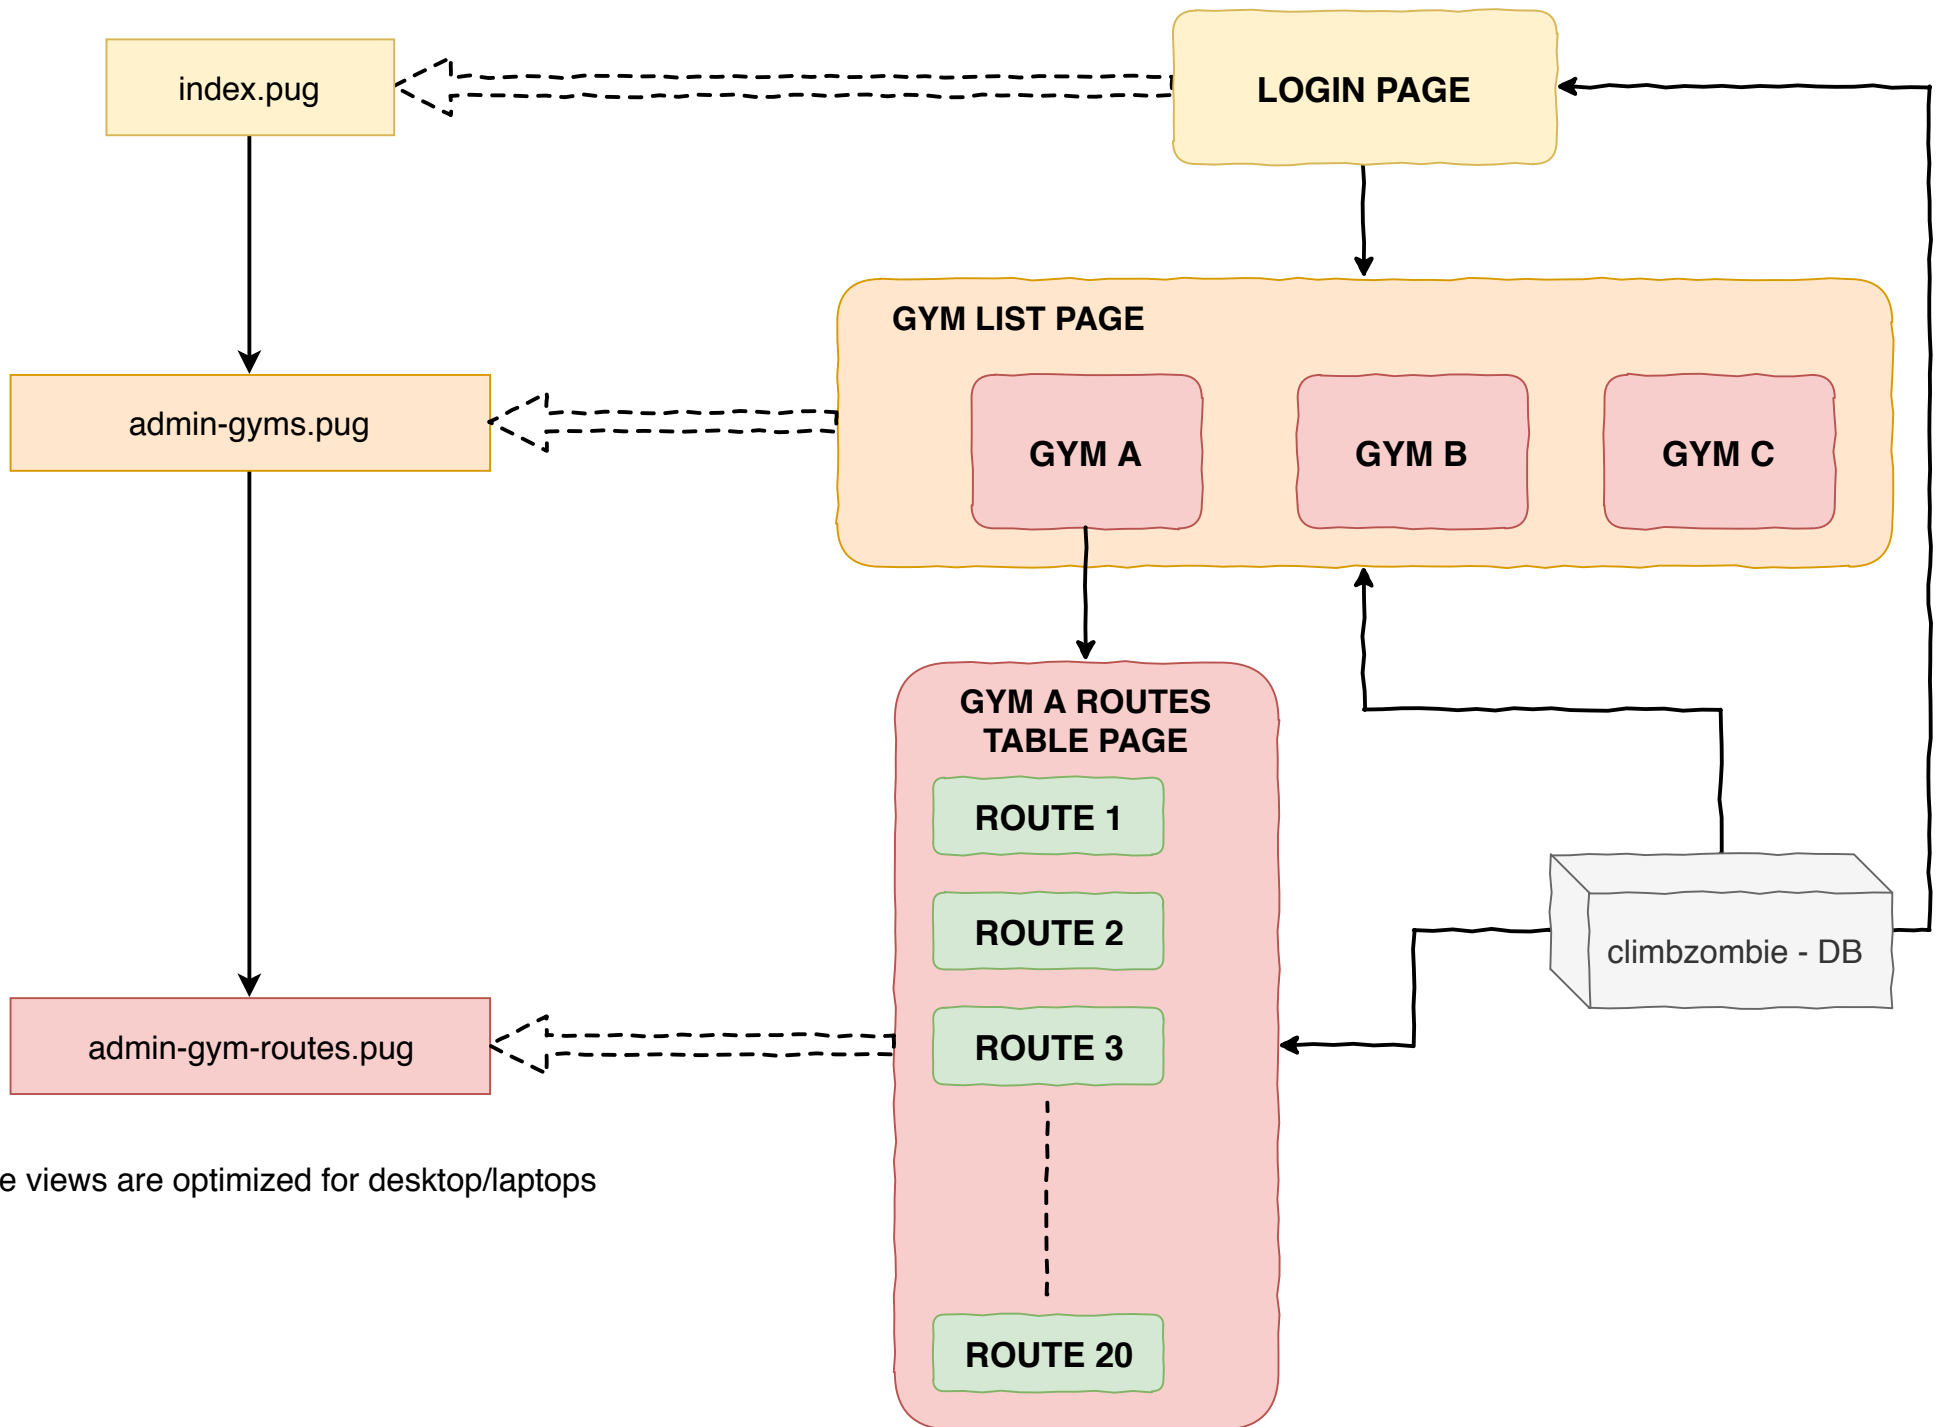 index.pug
LOGIN PAGE
GYM LIST PAGE
admin-gyms.pug
GYM A
GYM B
GYM C
GYM A ROUTES
TABLE PAGE
ROUTE 1
ROUTE 2
climbzombie - DB
admin-gym-routes.pug
ROUTE 3
views are optimized for desktop/laptops
ROUTE 20